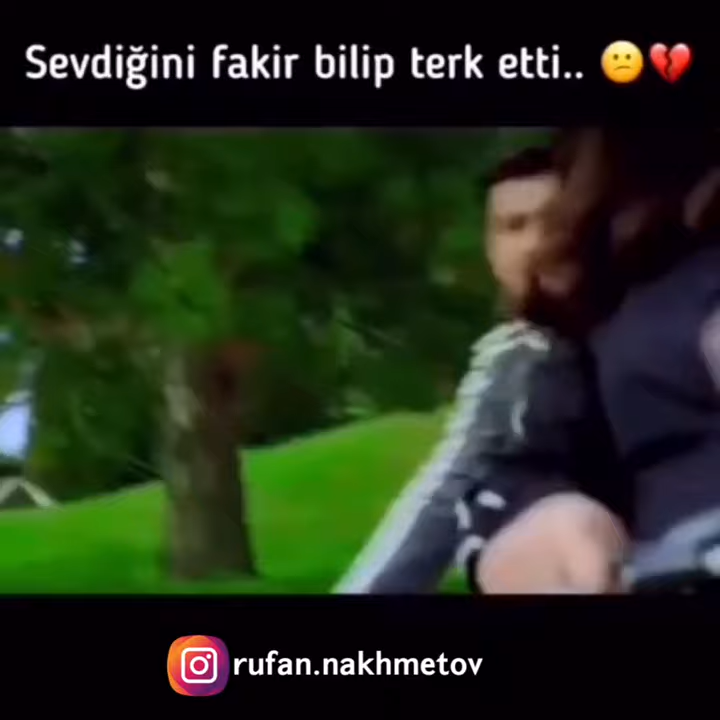 Sevdiğini fakir bilip terk etti.. 😕💔
rufan.nakhmetov